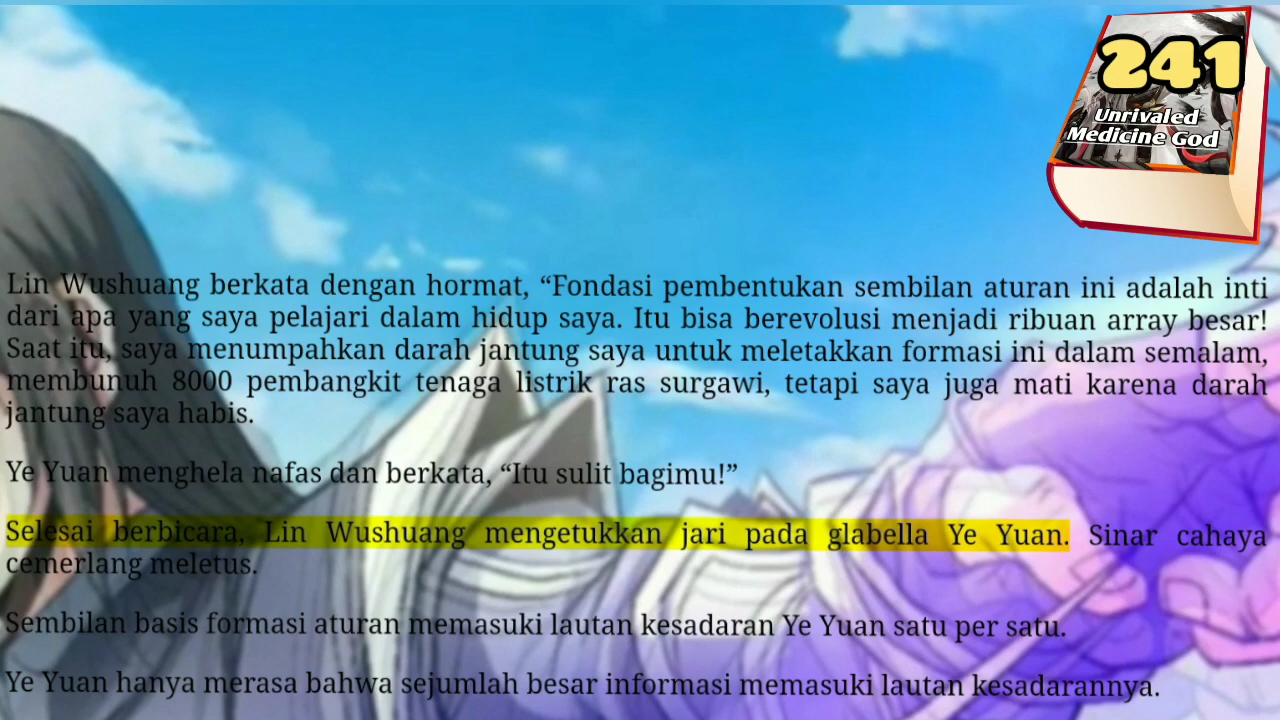 241
Unrivaled
Medicine God
Lin Wushuang berkata dengan hormat, “Fondasi pembentukan sembilan aturan ini adalah inti
dari apa yang saya pelajari dalam hidup saya. Itu bisa berevolusi menjadi ribuan array besar!
Saat itu, saya menumpahkan darah jantung saya untuk meletakkan formasi ini dalam semalam,
membunuh 8000 pembangkit tenaga listrik ras surgawi, tetapi saya juga mati karena darah
jantung saya habis.
Ye Yuan menghela nafas dan berkata, “Itu sulit bagimu!”
Selesai berbicara, Lin Wushuang mengetukkan jari pada glabella Ye Yuan. Sinar cahaya
cemerlang meletus.
Sembilan basis formasi aturan memasuki lautan kesadaran Ye Yuan satu per satu.
Ye Yuan hanya merasa bahwa sejumlah besar informasi memasuki lautan kesadarannya.